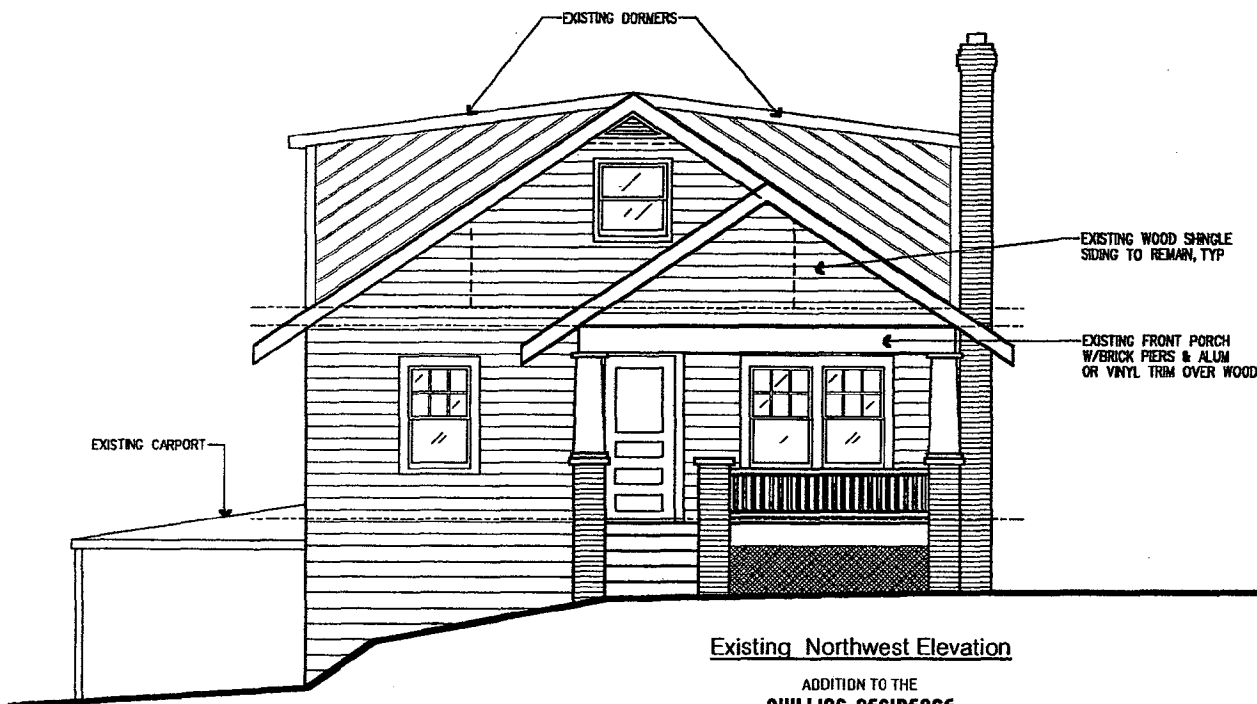 EXISTING DORMERS
EXISTING WOOD SHINGLE
SIDING TO REMAIN, TYP
EXISTING FRONT PORCH
W/BRICK PIERS & ALUM
OR VINYL TRIM OVER WOOD
EXISTING CARPORT
Existing Northwest Elevation
ADDITION TO THE
RESIDENCE